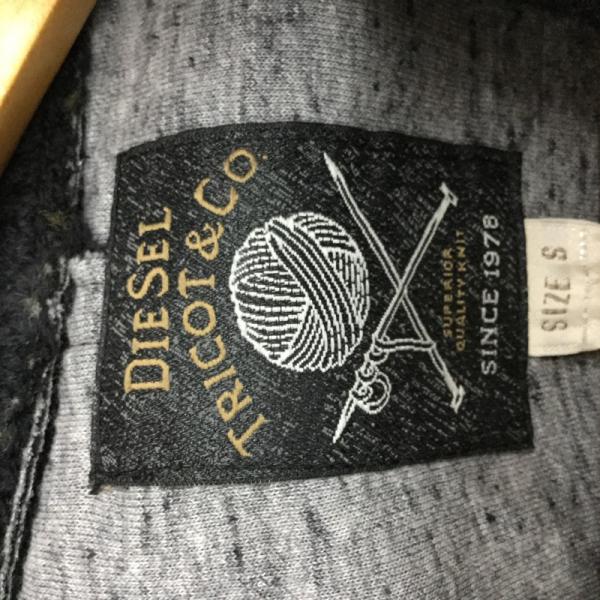 DIESEL
TRICOT & CO.
SUPERIOR
QUALITY KNIT
SINCE 1978
SIZE S